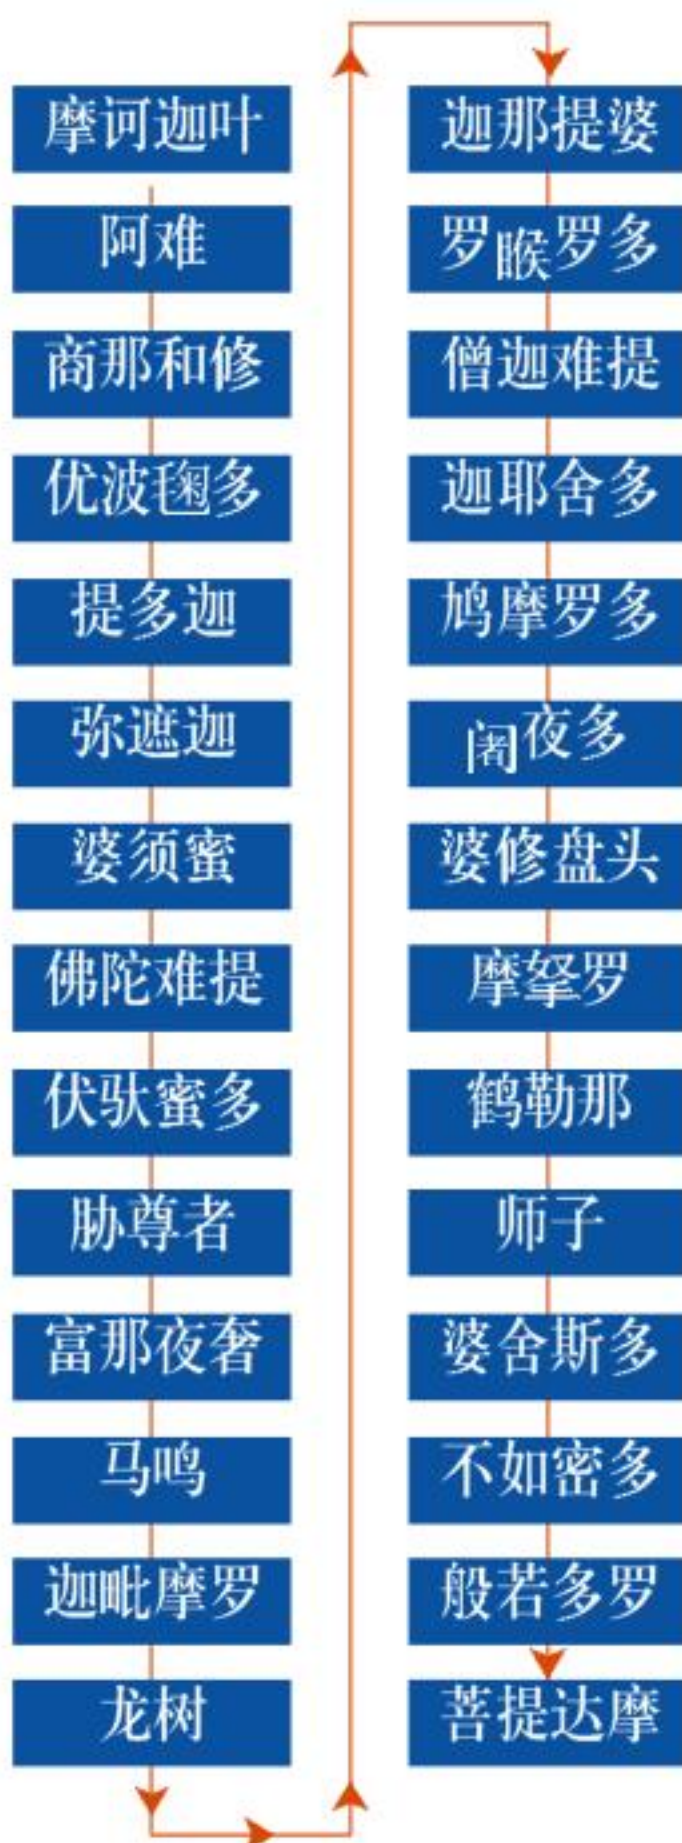 摩诃迦叶
阿难
商那和修
优波毱多
提多迦
弥遮迦
婆须蜜
佛陀难提
伏驮蜜多
胁尊者
富那夜奢
马鸣
迦毗摩罗
龙树
迦那提婆
罗睺罗多
僧迦难提
迦耶舍多
鸠摩罗多
阇夜多
婆修盘头
摩拏罗
鹤勒那
师子
婆舍斯多
不如密多
般若多罗
菩提达摩